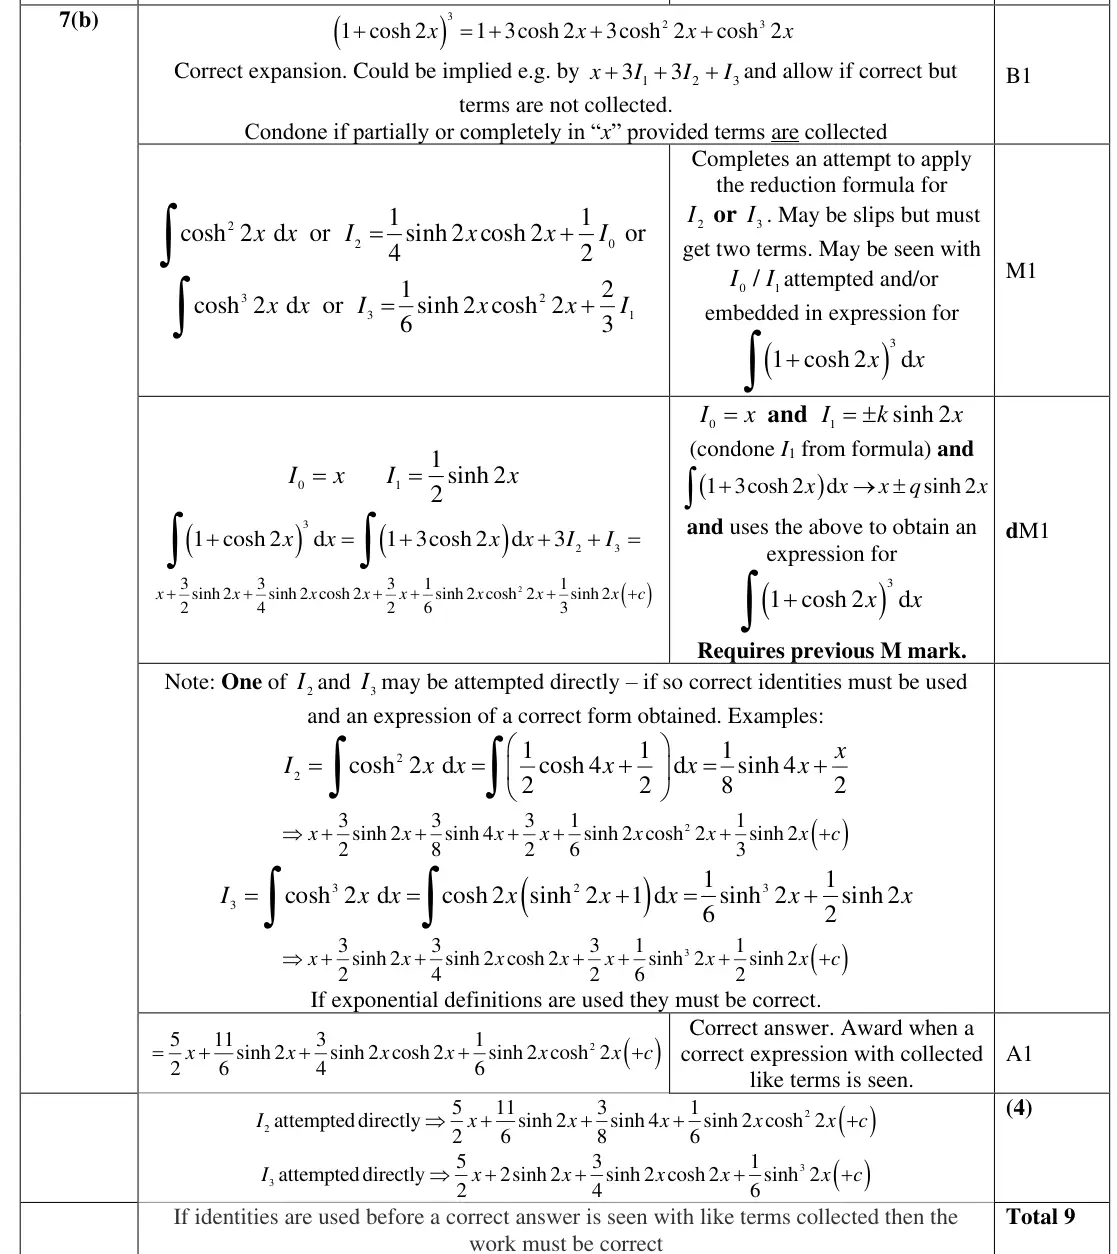 7(b)
(1 + cosh 2x)³ = 1 + 3cosh 2x + 3cosh² 2x + cosh³ 2x
Correct expansion. Could be implied e.g. by x + 3I₁ + 3I₂ + I₃ and allow if correct but
terms are not collected.
Condone if partially or completely in “x” provided terms are collected
B1
∫cosh² 2x dx or I₂ = 1/4 sinh 2x cosh 2x + 1/2 I₀ or
∫cosh³ 2x dx or I₃ = 1/6 sinh 2x cosh² 2x + 2/3 I₁
Completes an attempt to apply
the reduction formula for
I₂ or I₃. May be slips but must
get two terms. May be seen with
I₀ / I₁ attempted and/or
embedded in expression for
∫(1 + cosh 2x)³ dx
M1
I₀ = x I₁ = 1/2 sinh 2x
∫(1 + cosh 2x)³ dx = ∫(1 + 3cosh 2x)dx + 3I₂ + I₃ =
x + 3/2 sinh 2x + 3/4 sinh 2x cosh 2x + 3/2 x + 1/6 sinh 2x cosh² 2x + 1/3 sinh 2x (+c)
I₀ = x and I₁ = ±k sinh 2x
(condone I₁ from formula) and
∫(1 + 3cosh 2x)dx → x ± q sinh 2x
and uses the above to obtain an
expression for
∫(1 + cosh 2x)³ dx
Requires previous M mark.
dM1
Note: One of I₂ and I₃ may be attempted directly – if so correct identities must be used
and an expression of a correct form obtained. Examples:
I₂ = ∫cosh² 2x dx = ∫(1/2 cosh 4x + 1/2)dx = 1/8 sinh 4x + x/2
⇒ x + 3/2 sinh 2x + 3/8 sinh 4x + 3/2 x + 1/6 sinh 2x cosh² 2x + 1/3 sinh 2x (+c)
I₃ = ∫cosh³ 2x dx = ∫cosh 2x (sinh² 2x + 1)dx = 1/6 sinh³ 2x + 1/2 sinh 2x
⇒ x + 3/2 sinh 2x + 3/4 sinh 2x cosh 2x + 3/2 x + 1/6 sinh³ 2x + 1/2 sinh 2x (+c)
If exponential definitions are used they must be correct.
= 5/2 x + 11/6 sinh 2x + 3/4 sinh 2x cosh 2x + 1/6 sinh 2x cosh² 2x (+c)
Correct answer. Award when a
correct expression with collected
like terms is seen.
A1
I₂ attempted directly ⇒ 5/2 x + 11/6 sinh 2x + 3/8 sinh 4x + 1/6 sinh 2x cosh² 2x (+c)
I₃ attempted directly ⇒ 5/2 x + 2sinh 2x + 3/4 sinh 2x cosh 2x + 1/6 sinh³ 2x (+c)
(4)
If identities are used before a correct answer is seen with like terms collected then the
work must be correct
Total 9